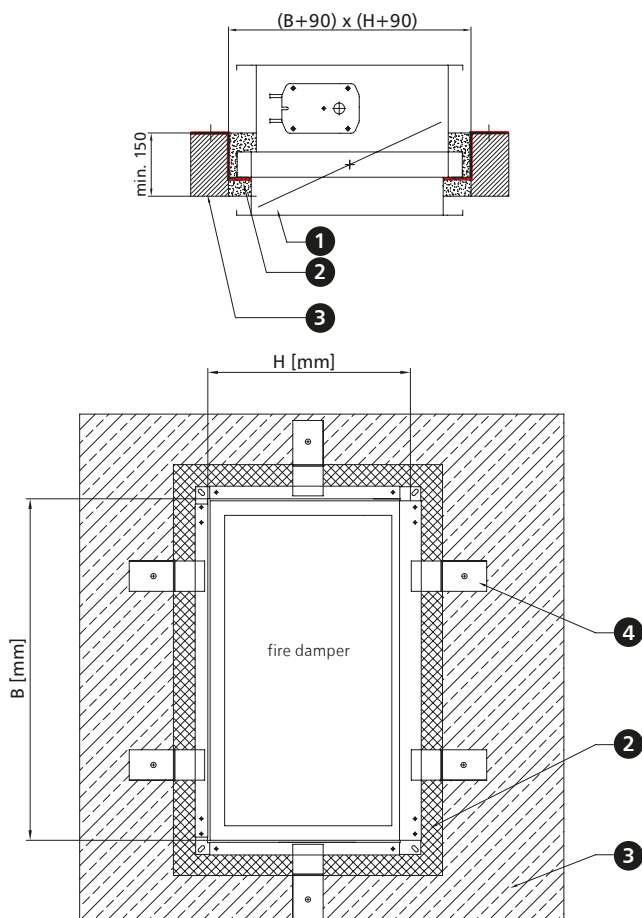 (B+90) x (H+90)
min. 150
1
2
3
H [mm]
B [mm]
fire damper
4
2
3